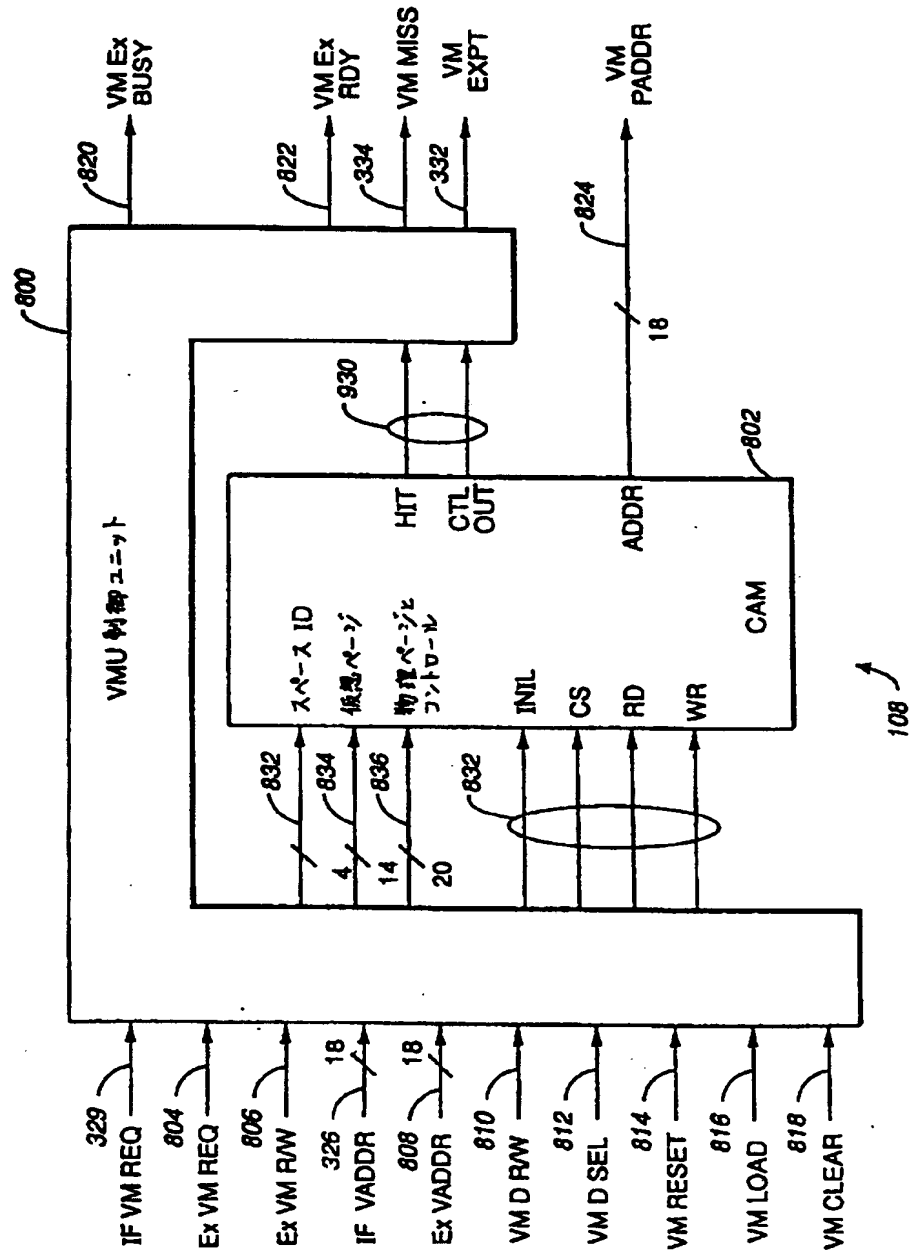 VMU 制御ユニット
800
IF VM REQ
329
Ex VM REQ
804
Ex VM R/W
806
IF VADDR
326
18
Ex VADDR
808
18
VM D R/W
810
VM D SEL
812
VM RESET
814
VM LOAD
816
VM CLEAR
818
832
834
4
836
14
20
832
スペース ID
仮想ページ
物理ページと
コントロール
INIL
CS
RD
WR
CAM
802
HIT
CTL
OUT
ADDR
930
820
VM Ex
BUSY
822
VM Ex
RDY
334
VM MISS
332
VM
EXPT
824
18
VM
PADDR
108